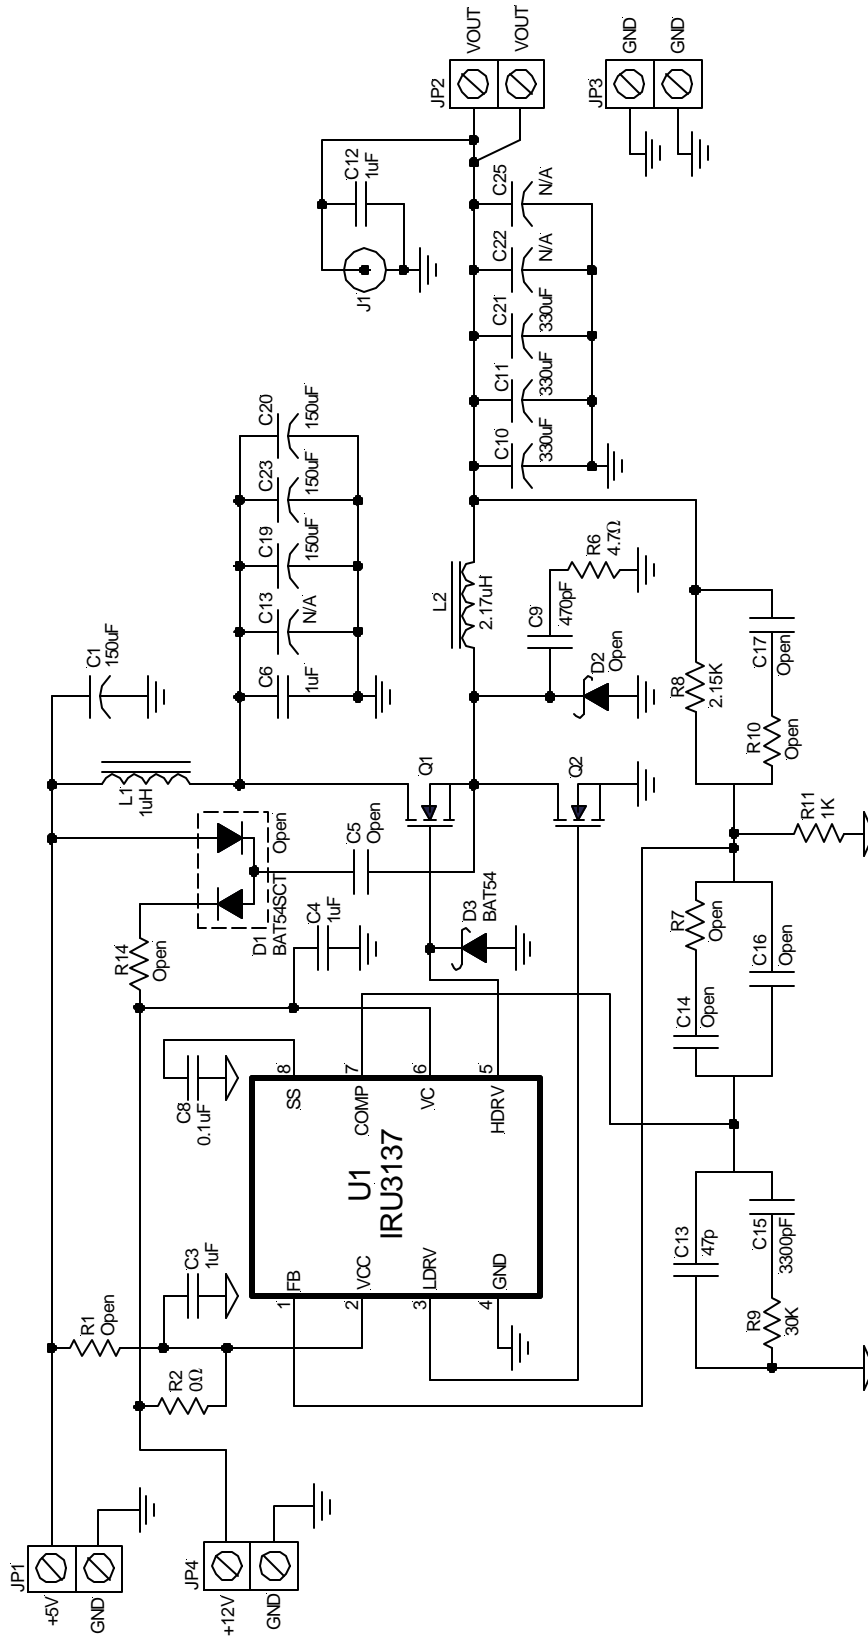 JP1
+5V
GND
JP4
+12V
GND
R1
Open
R2
0Ω
C3
1uF
C8
0.1uF
R14
Open
D1
BAT54SCT
Open
L1
1uH
C1
150uF
C6
1uF
C13
N/A
C19
150uF
C23
150uF
C20
150uF
C4
1uF
C5
Open
U1
IRU3137
1
FB
2
VCC
3
LDRV
4
GND
8
SS
7
COMP
6
VC
5
HDRV
D3
BAT54
Q1
Q2
L2
2.17uH
C9
470pF
R6
4.7Ω
D2
Open
C10
330uF
C11
330uF
C21
330uF
C22
N/A
C25
N/A
J1
C12
1uF
JP2
VOUT
VOUT
JP3
GND
GND
C13
47p
C15
3300pF
R9
30K
C14
Open
R7
Open
C16
Open
R11
1K
R8
2.15K
R10
Open
C17
Open